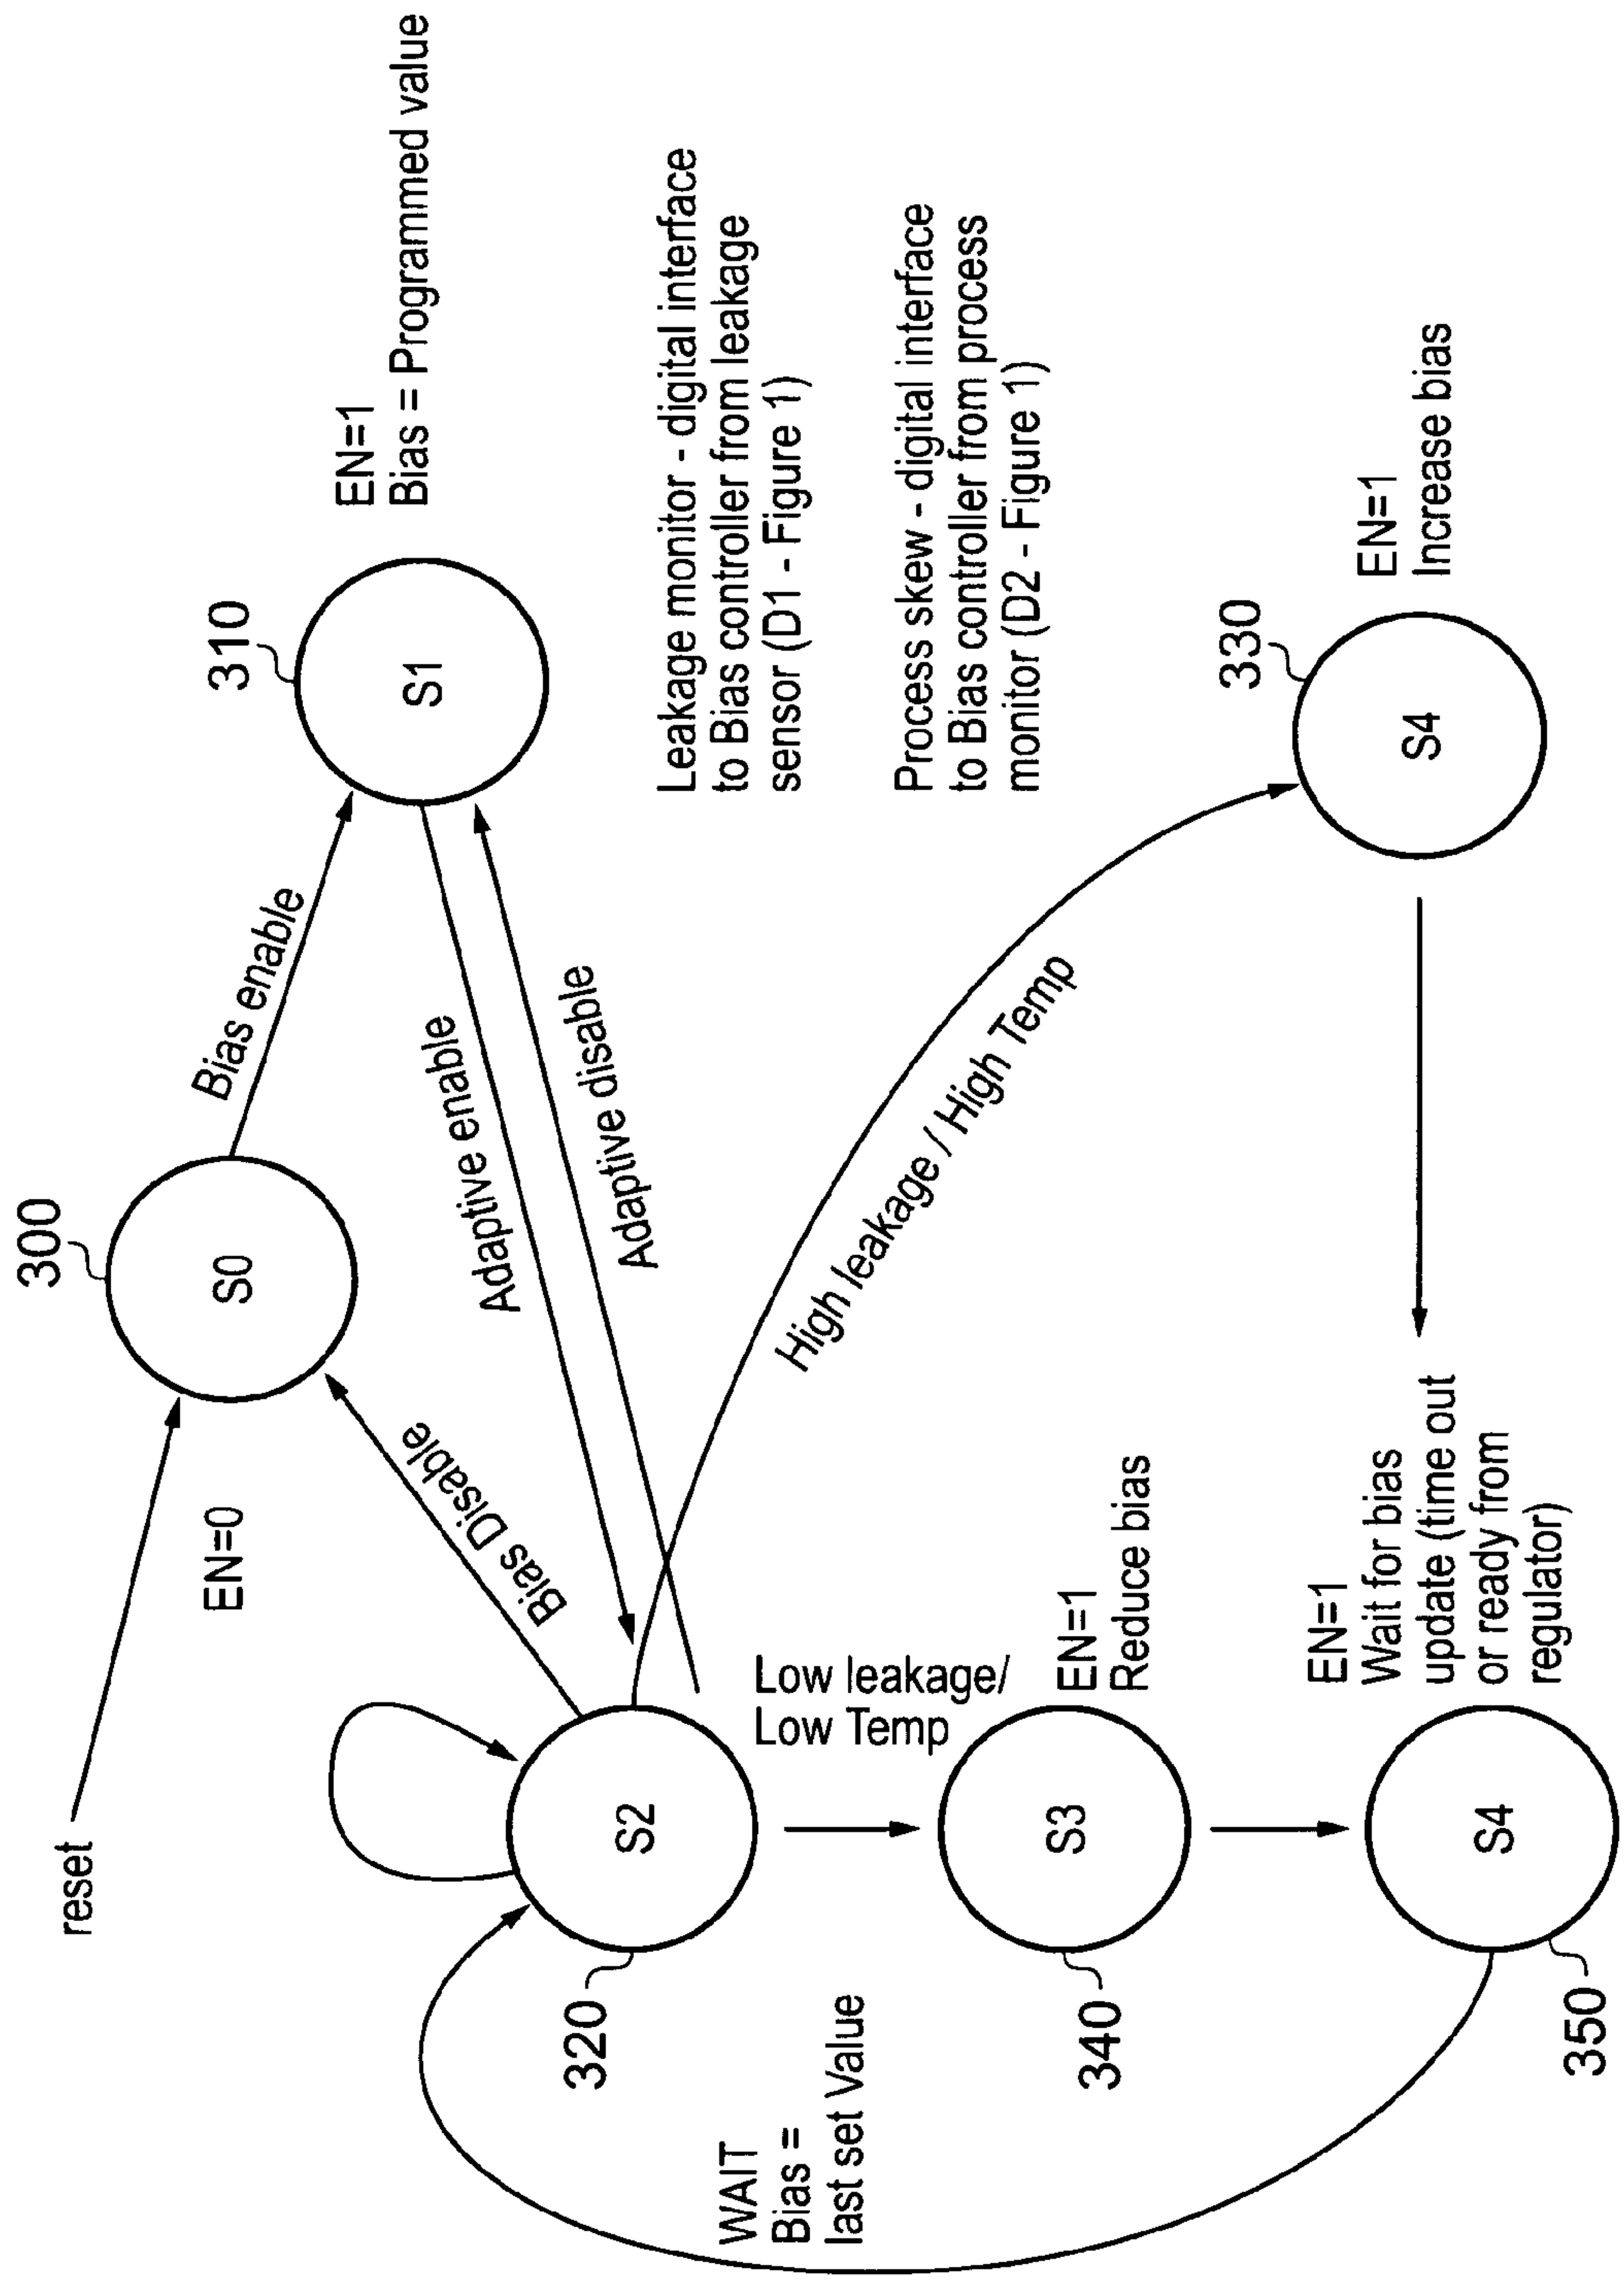 reset
300
S0
EN=0
Bias enable
310
S1
EN=1
Bias = Programmed value
Bias Disable
Adaptive enable
Adaptive disable
Leakage monitor - digital interface
to Bias controller from leakage
sensor (D1 - Figure 1)
Process skew - digital interface
to Bias controller from process
monitor (D2 - Figure 1)
320
S2
WAIT
Bias =
last set Value
High leakage / High Temp
Low leakage/
Low Temp
340
S3
EN=1
Reduce bias
330
S4
EN=1
Increase bias
350
S4
EN=1
Wait for bias
update (time out
or ready from
regulator)